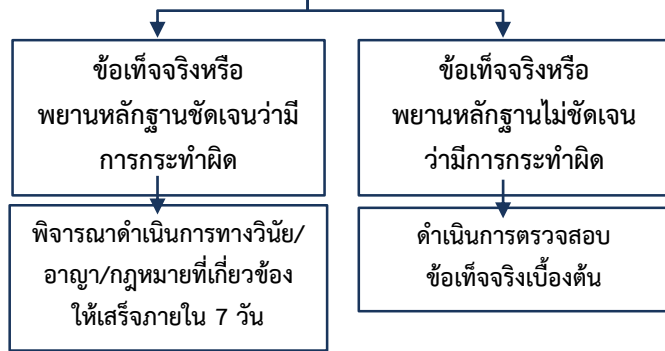 ข้อเท็จจริงหรือ
พยานหลักฐานชัดเจนว่ามี
การกระทำผิด
ข้อเท็จจริงหรือ
พยานหลักฐานไม่ชัดเจน
ว่ามีการกระทำผิด
พิจารณาดำเนินการทางวินัย/
อาญา/กฎหมายที่เกี่ยวข้อง
ให้เสร็จภายใน 7 วัน
ดำเนินการตรวจสอบ
ข้อเท็จจริงเบื้องต้น